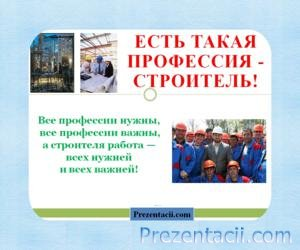 ЕСТЬ ТАКАЯ
ПРОФЕССИЯ -
СТРОИТЕЛЬ!
Все профессии нужны,
все профессии важны,
а строителя работа —
всех нужней
и всех важней!
Prezentacii.com
Prezentacii.com